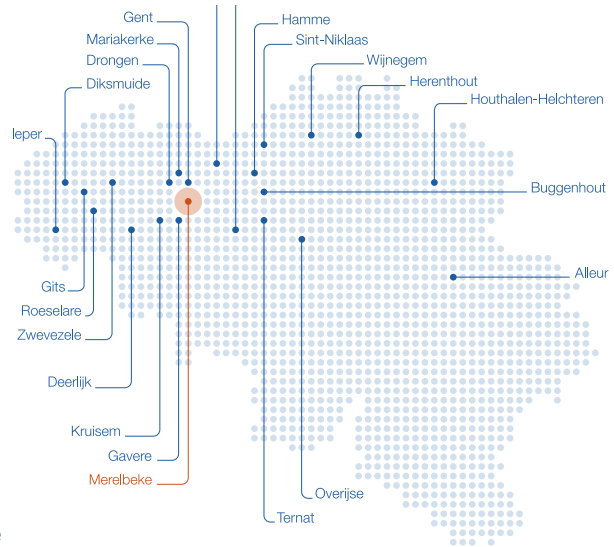 Gent
Hamme
Mariakerke
Sint-Niklaas
Drongen
Wijnegem
Diksmuide
Herenthout
Houthalen-Helchteren
Ieper
Buggenhout
Alleur
Gits
Roeselare
Zwevezele
Deerlijk
Kruisem
Gavere
Merelbeke
Overijse
Ternat